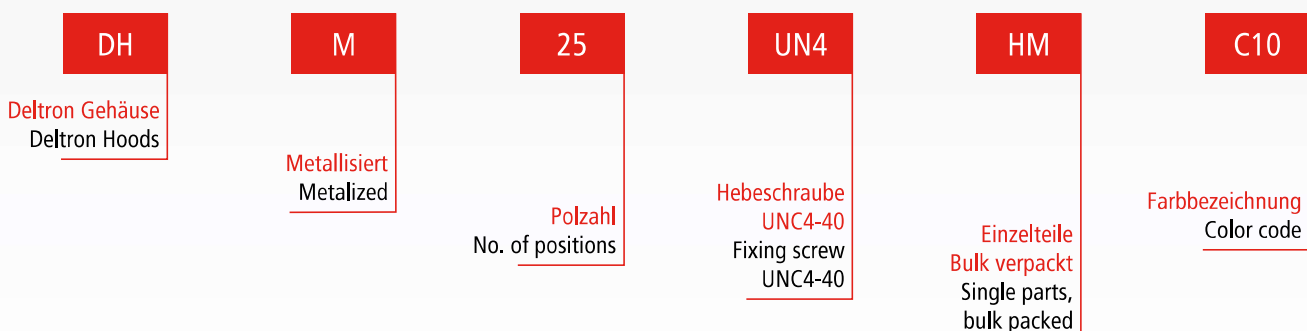 DH
M
25
UN4
HM
C10
Deltron Gehäuse
Deltron Hoods
Metallisiert
Metalized
Polzahl
No. of positions
Hebeschraube
UNC4-40
Fixing screw
UNC4-40
Einzelteile
Bulk verpackt
Single parts,
bulk packed
Farbbezeichnung
Color code